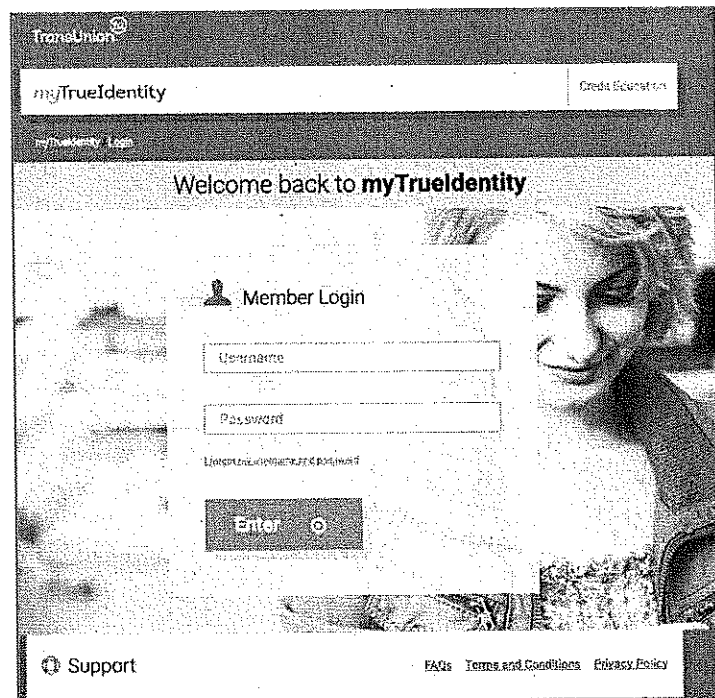 TransUnion
myTrueIdentity
Credit Education
myTrueIdentity Login
Welcome back to myTrueIdentity
Member Login
Username
Password
Enter
Support
FAQs Terms and Conditions Privacy Policy